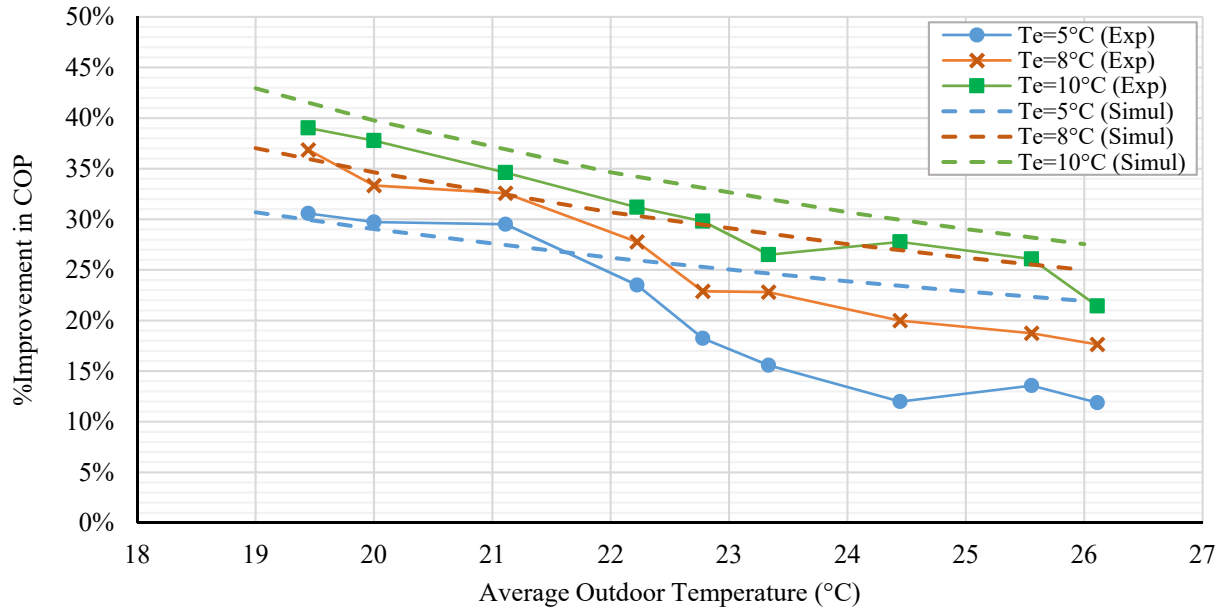 50%
45%
40%
35%
30%
25%
20%
15%
10%
5%
0%
%Improvement in COP
Te=5°C (Exp)
Te=8°C (Exp)
Te=10°C (Exp)
Te=5°C (Simul)
Te=8°C (Simul)
Te=10°C (Simul)
18 19 20 21 22 23 24 25 26 27
Average Outdoor Temperature (°C)